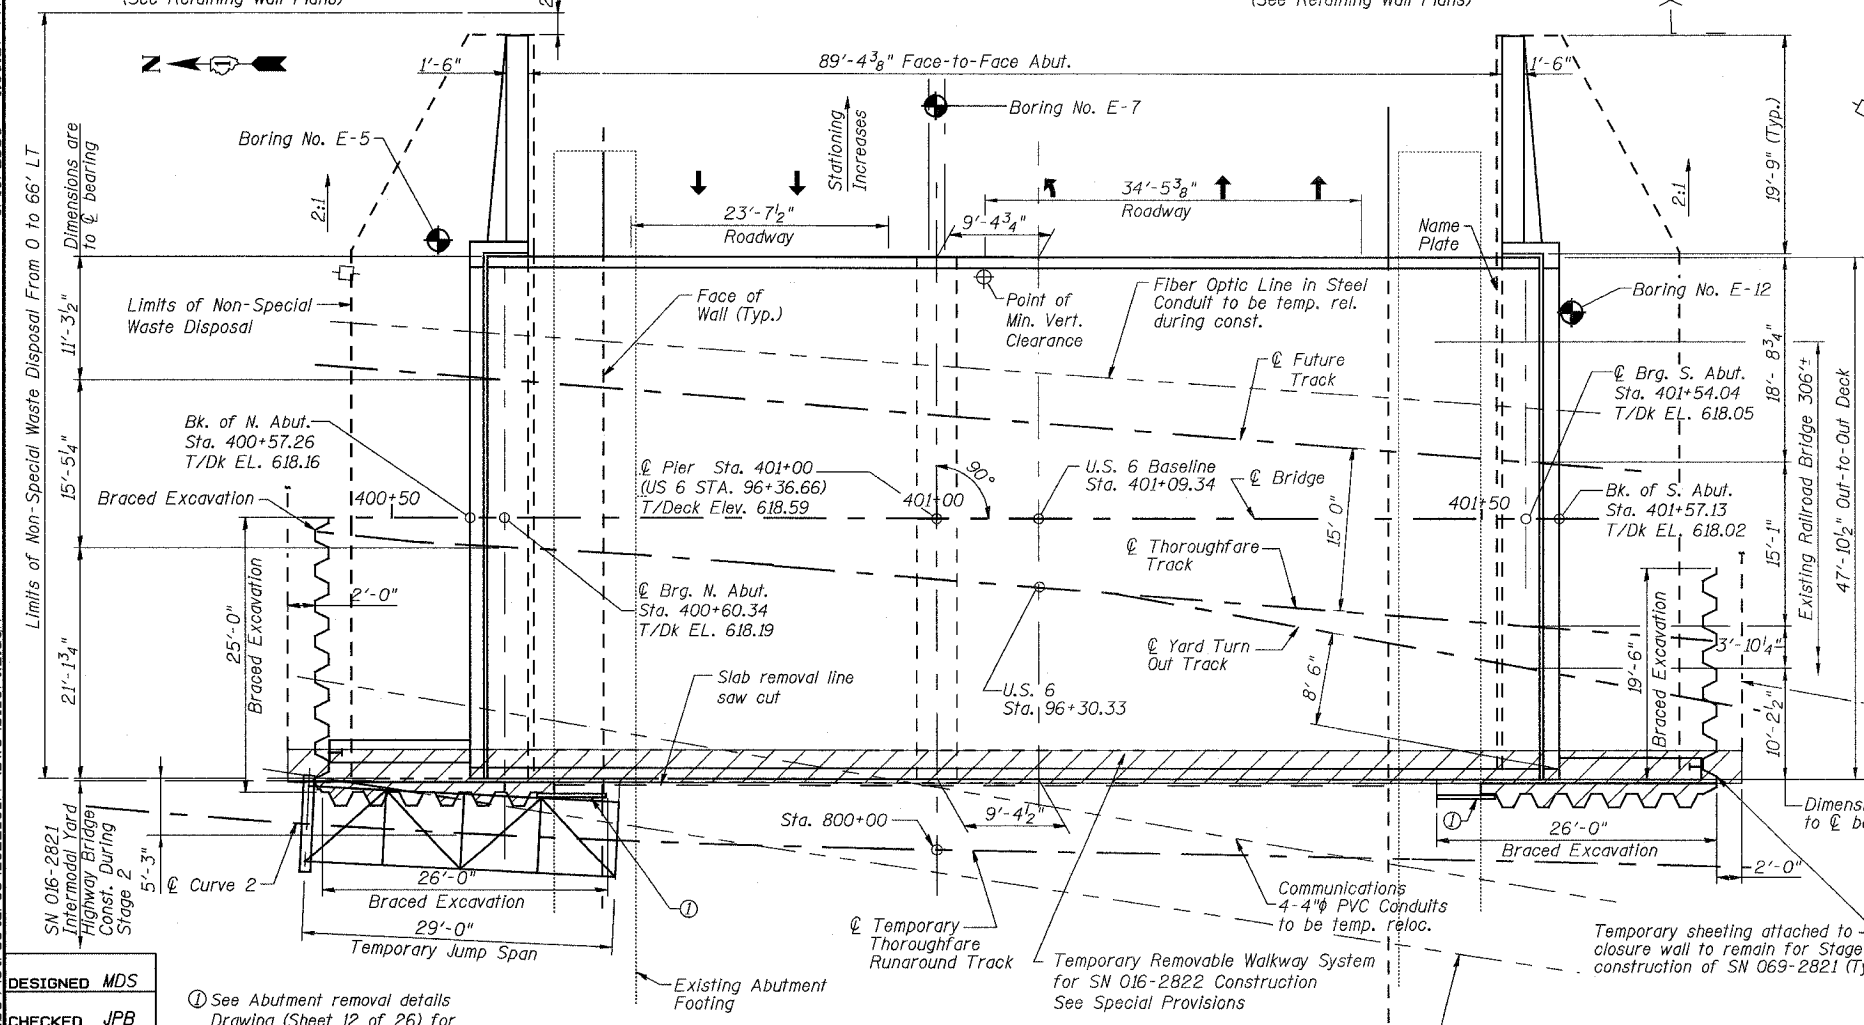 (See Retaining Wall Plans)
(See Retaining Wall Plans)
N
1'-6"
89'-4 3/8" Face-to-Face Abut.
1'-6"
Boring No. E-5
Boring No. E-7
Stationing
Increases
Limits of Non-Special Waste Disposal From 0 to 66' LT
Dimensions are
to ℄ bearing
2:1
23'-7 1/2"
Roadway
9'-4 3/4"
34'-5 3/8"
Roadway
Name
Plate
2:1
19'-9" (Typ.)
Limits of Non-Special
Waste Disposal
11'-3 1/2"
Face of
Wall (Typ.)
Point of
Min. Vert.
Clearance
Fiber Optic Line in Steel
Conduit to be temp. rel.
during const.
Boring No. E-12
℄ Future
Track
℄ Brg. S. Abut.
Sta. 401+54.04
T/Dk EL. 618.05
18'- 8 3/4"
Existing Railroad Bridge 306'±
47'-10 1/2" Out-to-Out Deck
Bk. of N. Abut.
Sta. 400+57.26
T/Dk EL. 618.16
15'-5 1/4"
Braced Excavation
400+50
℄ Pier Sta. 401+00
(US 6 STA. 96+36.66)
T/Deck Elev. 618.59
90°
401+00
U.S. 6 Baseline
Sta. 401+09.34
℄ Bridge
15' 0"
401+50
Bk. of S. Abut.
Sta. 401+57.13
T/Dk EL. 618.02
15'-1"
℄ Thoroughfare
Track
25'-0"
Braced Excavation
2'-0"
℄ Brg. N. Abut.
Sta. 400+60.34
T/Dk EL. 618.19
℄ Yard Turn
Out Track
8' 6"
19'-6"
Braced Excavation
3'-10 1/4"
21'-1 3/4"
Slab removal line
saw cut
U.S. 6
Sta. 96+30.33
10'-2 1/2"
SN 016-2821
Intermodal Yard
Highway Bridge
Const. During
Stage 2
5'-3"
℄ Curve 2
26'-0"
Braced Excavation
29'-0"
Temporary Jump Span
1
Sta. 800+00
9'-4 1/2"
1
26'-0"
Braced Excavation
2'-0"
Dimens
to ℄ b
℄ Temporary
Thoroughfare
Runaround Track
Communications
4-4"φ PVC Conduits
to be temp. reloc.
Existing Abutment
Footing
Temporary Removable Walkway System
for SN 016-2822 Construction
See Special Provisions
Temporary sheeting attached to
closure wall to remain for Stage
construction of SN 069-2821 (Ty
DESIGNED MDS
CHECKED JPB
1 See Abutment removal details
Drawing (Sheet 12 of 26) for